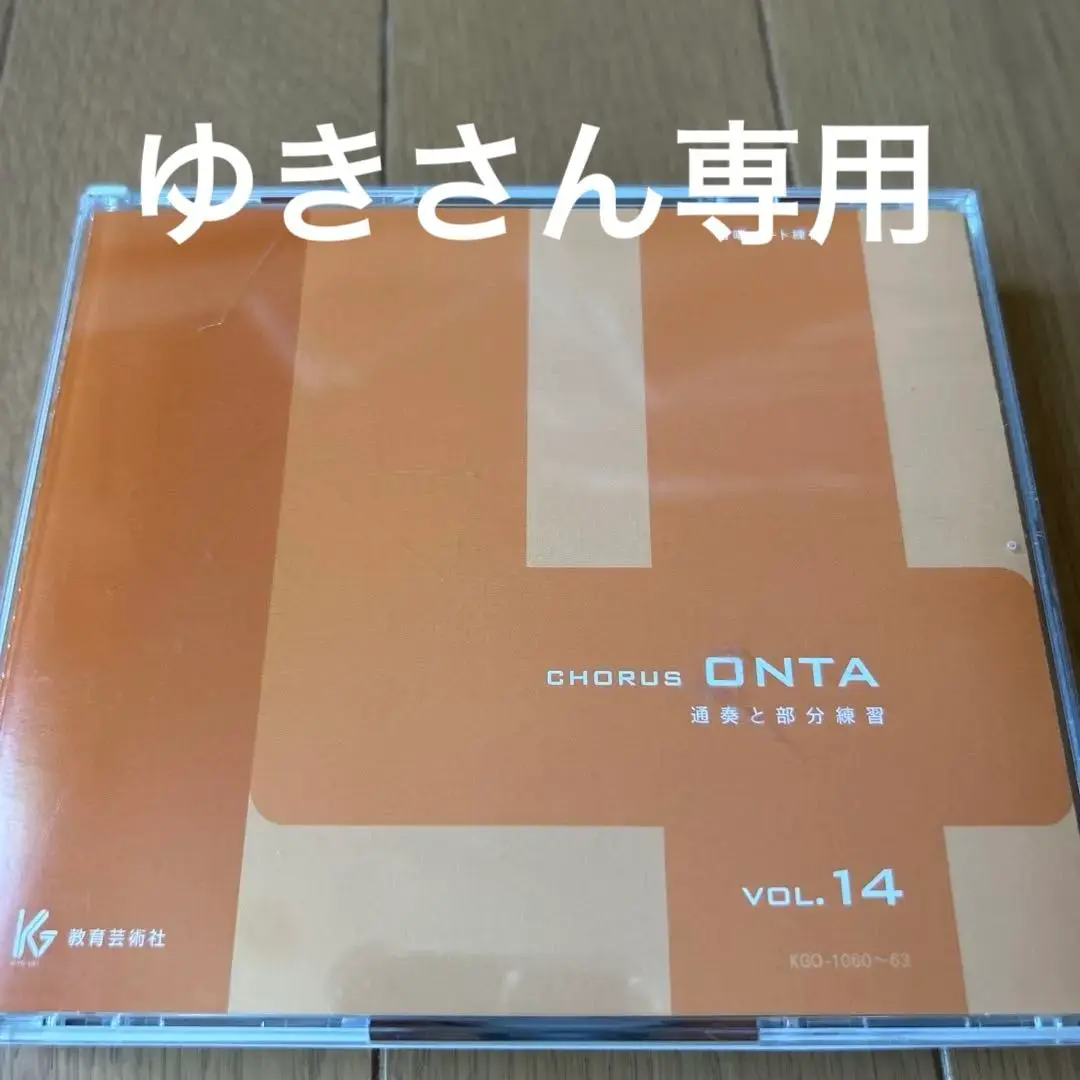 ゆきさん専用
CHORUS ONTA
通奏と部分練習
VOL.14
KG 教育芸術社
KGO-1060～63